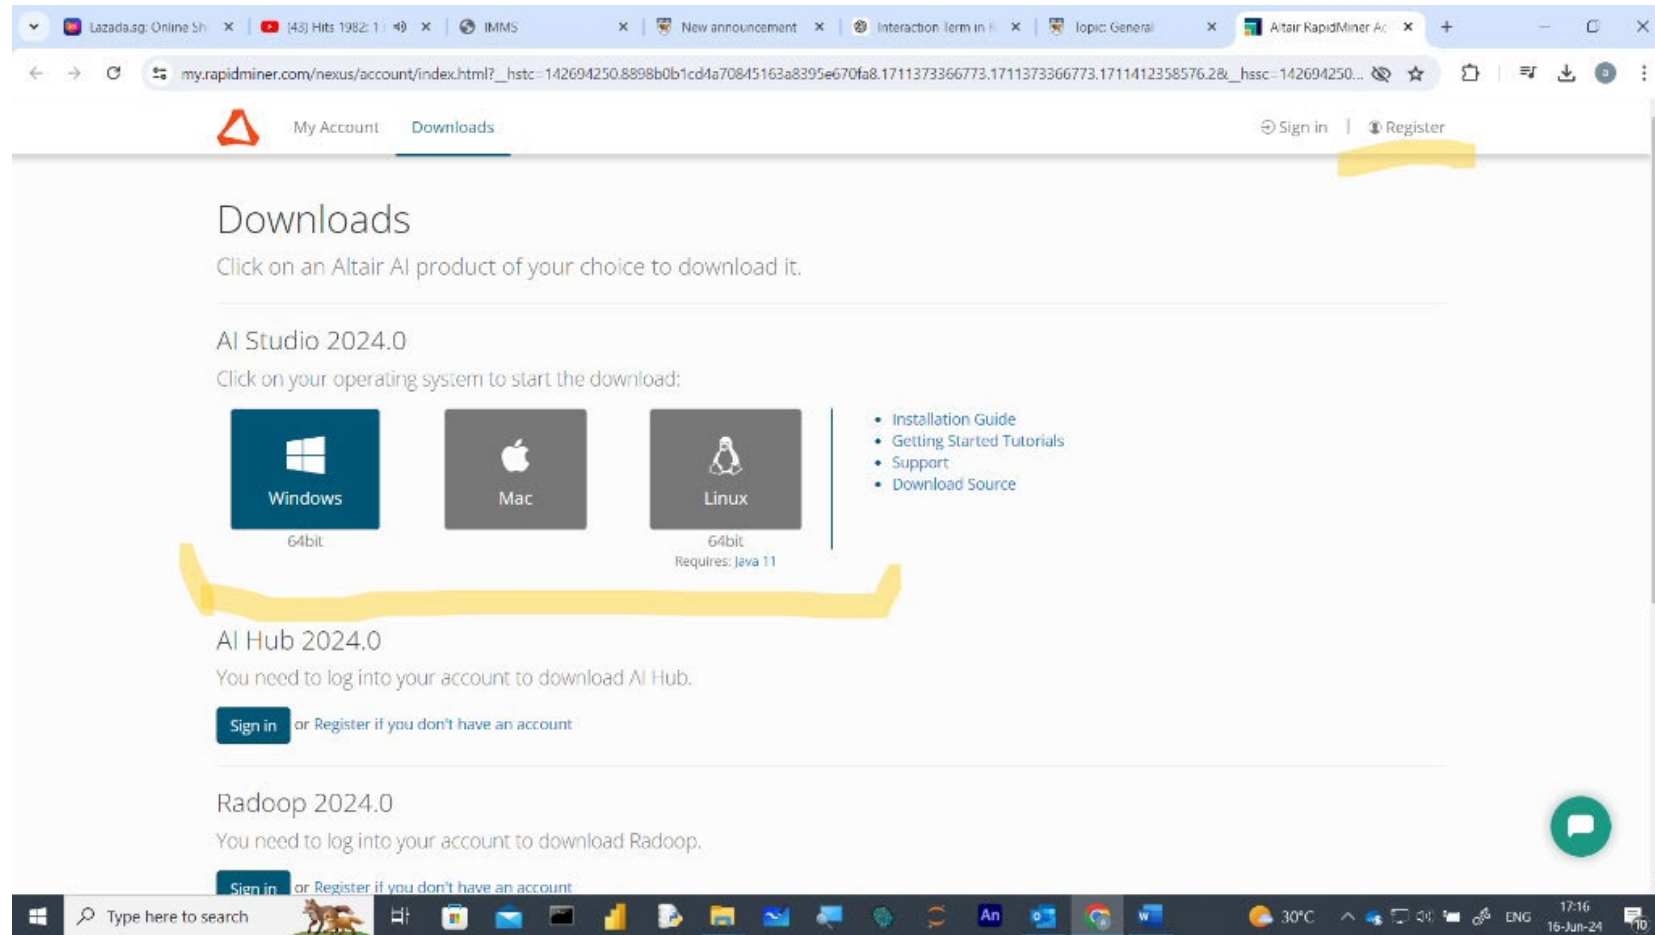 Lazada.sg: Online Sh
(43) Hits 1982: 1
IMMS
New announcement
Interaction Term in
Topic: General
Altair RapidMiner Ac
my.rapidminer.com/nexus/account/index.html?_hstc=142694250.8898b0b1cd4a70845163a8395e670fa8.1711373366773.1711373366773.1711412358576.2&_hssc=142694250...
My Account
Downloads
Sign in | Register
Downloads
Click on an Altair AI product of your choice to download it.
AI Studio 2024.0
Click on your operating system to start the download:
Windows
64bit
Mac
Linux
64bit
Requires: Java 11
• Installation Guide
• Getting Started Tutorials
• Support
• Download Source
AI Hub 2024.0
You need to log into your account to download AI Hub.
Sign in or Register if you don't have an account
Radoop 2024.0
You need to log into your account to download Radoop.
Sign in or Register if you don't have an account
Type here to search
An
30°C
ENG
17:16
16-Jun-24